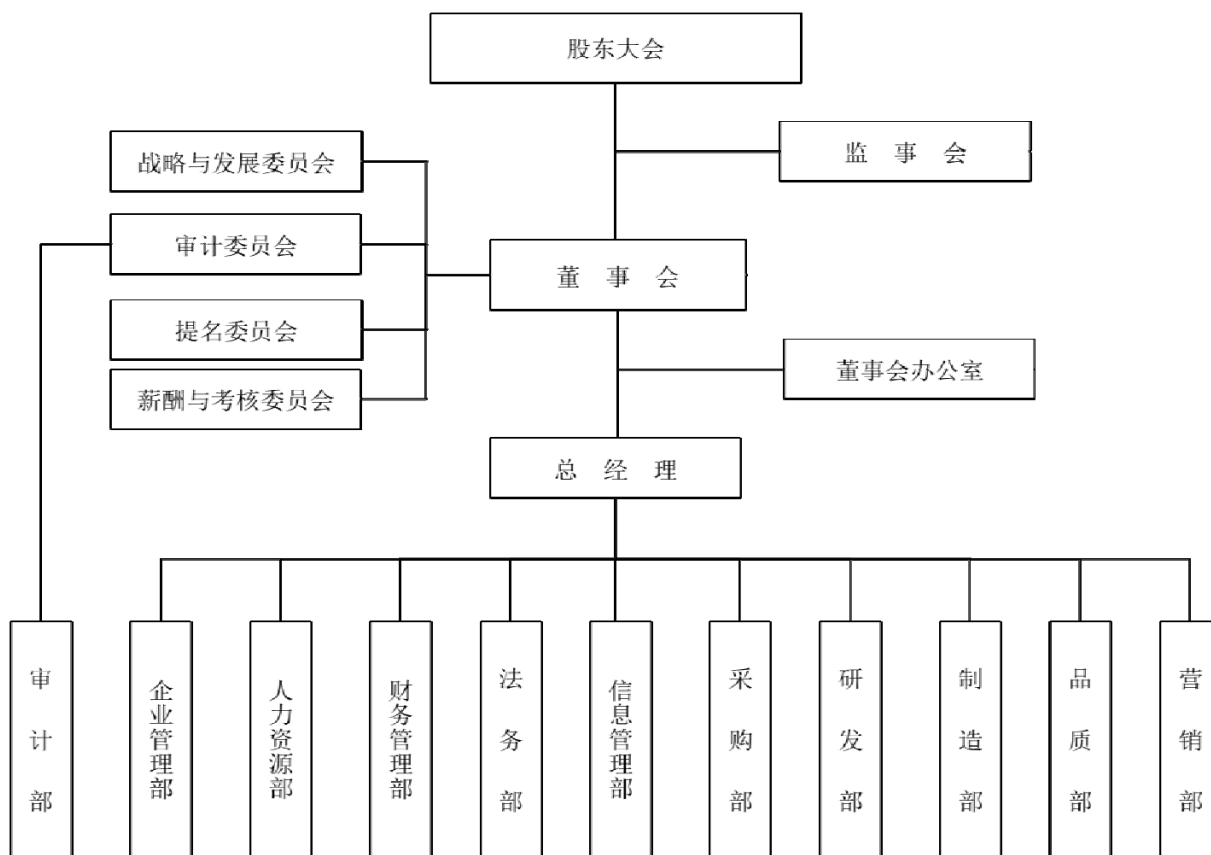 股东大会
监事会
战略与发展委员会
审计委员会
董事会
提名委员会
董事会办公室
薪酬与考核委员会
总经理
审计部
企业管理部
人力资源部
财务管理部
法务部
信息管理部
采购部
研发部
制造部
品质部
营销部